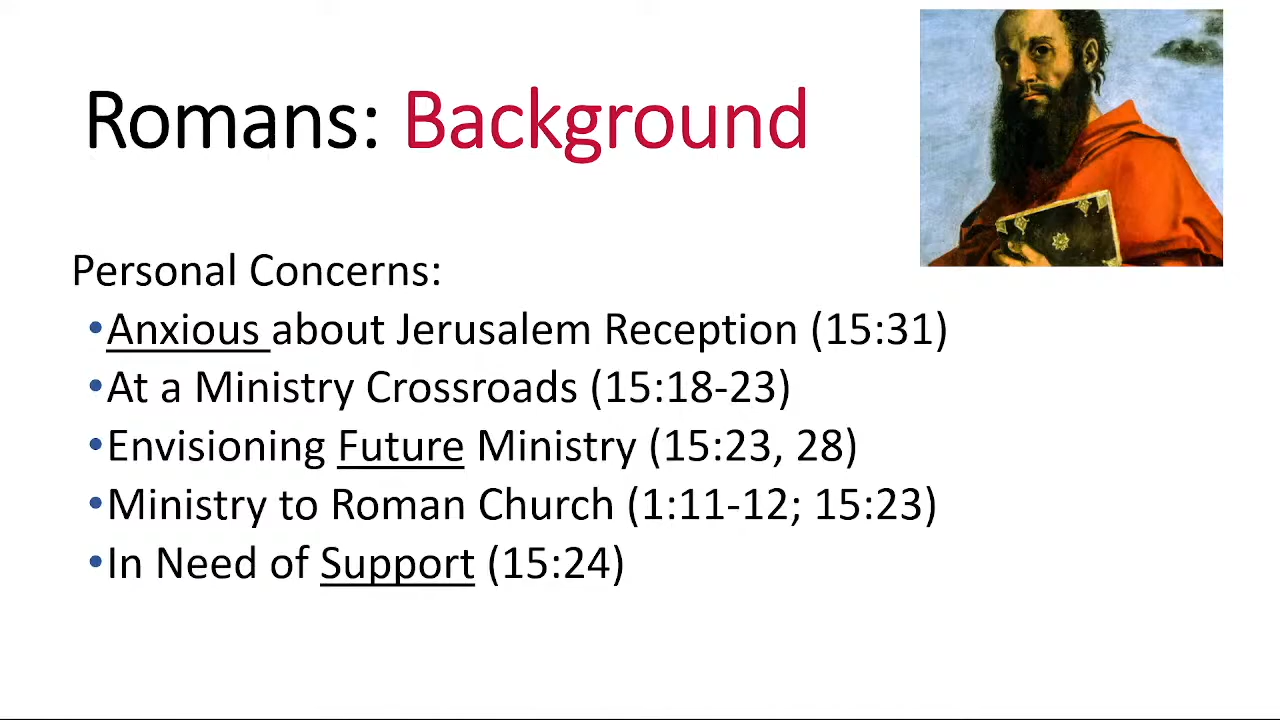 Romans: Background
Personal Concerns:
•Anxious about Jerusalem Reception (15:31)
•At a Ministry Crossroads (15:18-23)
•Envisioning Future Ministry (15:23, 28)
•Ministry to Roman Church (1:11-12; 15:23)
•In Need of Support (15:24)